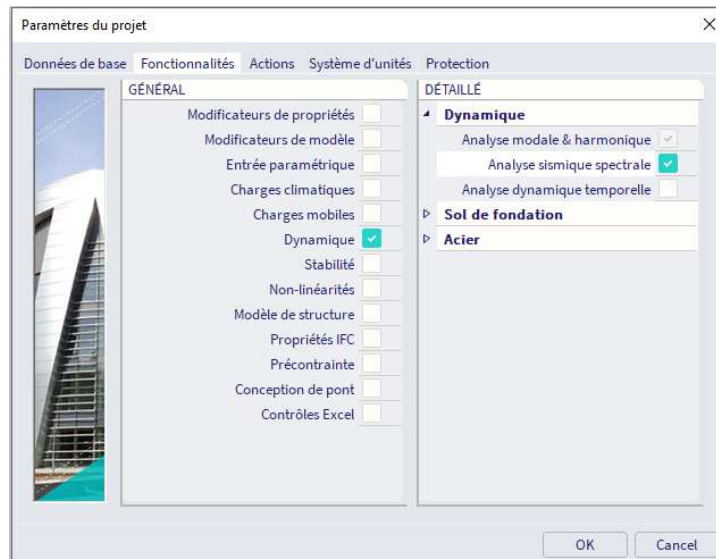 Paramètres du projet
Données de base Fonctionnalités Actions Système d'unités Protection
GÉNÉRAL
Modificateurs de propriétés
Modificateurs de modèle
Entrée paramétrique
Charges climatiques
Charges mobiles
Dynamique
Stabilité
Non-linéarités
Modèle de structure
Propriétés IFC
Précontrainte
Conception de pont
Contrôles Excel
DÉTAILLÉ
Dynamique
Analyse modale & harmonique
Analyse sismique spectrale
Analyse dynamique temporelle
Sol de fondation
Acier
OK Cancel